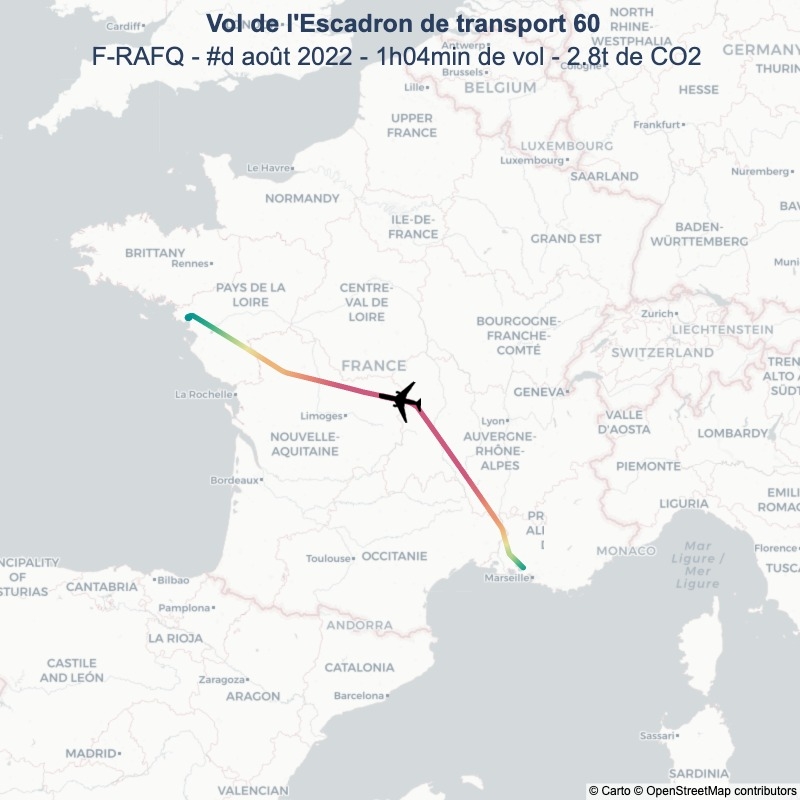 Vol de l'Escadron de transport 60
F-RAFQ - #d août 2022 - 1h04min de vol - 2.8t de CO2
NORTH
RHINE-
WESTPHALIA
Cardiff
Antwerp
Cologne
GERMANY
THURIN
Brussels
Lille
BELGIUM
HESSE
UPPER
FRANCE
Frankfurt
LUXEMBOURG
Luxembourg
SAARLAND
Le Havre
Nuremberg
NORMANDY
BAV
ILE-DE-
FRANCE
GRAND EST
BADEN-
WÜRTTEMBERG
BRITTANY
Rennes
Muni
PAYS DE LA
LOIRE
CENTRE-
VAL DE
LOIRE
BOURGOGNE-
FRANCHE-
COMTÉ
Zurich
LIECHTENSTEIN
SWITZERLAND
FRANCE
TREN
ALTO A
SÜDT
La Rochelle
GENEVA
Limoges
Lyon
VALLE
D'AOSTA
LOMBARDY
NOUVELLE-
AQUITAINE
AUVERGNE-
RHÔNE-
ALPES
PIEMONTE
Bordeaux
LIGURIA
EMILI
ROMAG
PR
ALI
MONACO
Mar
Ligure /
Mer
Ligure
Florence
TUSCA
Toulouse
OCCITANIE
Marseille
NCIPALITY
OF
STURIAS
CANTABRIA
Bilbao
Pamplona
LA RIOJA
ANDORRA
CASTILE
AND LEÓN
Zaragoza
ARAGON
CATALONIA
Barcelona
Sassari
MADRID
SARDINIA
VALENCIAN
© Carto © OpenStreetMap contributors